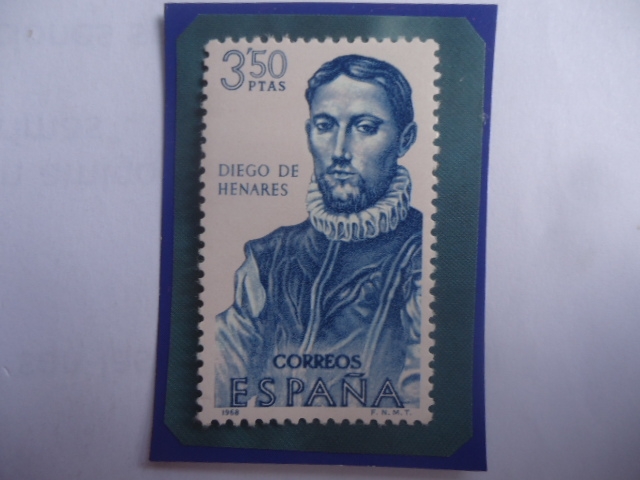 3'50
PTAS
DIEGO DE
HENARES
CORREOS
ESPAÑA
1968 F. N. M. T.